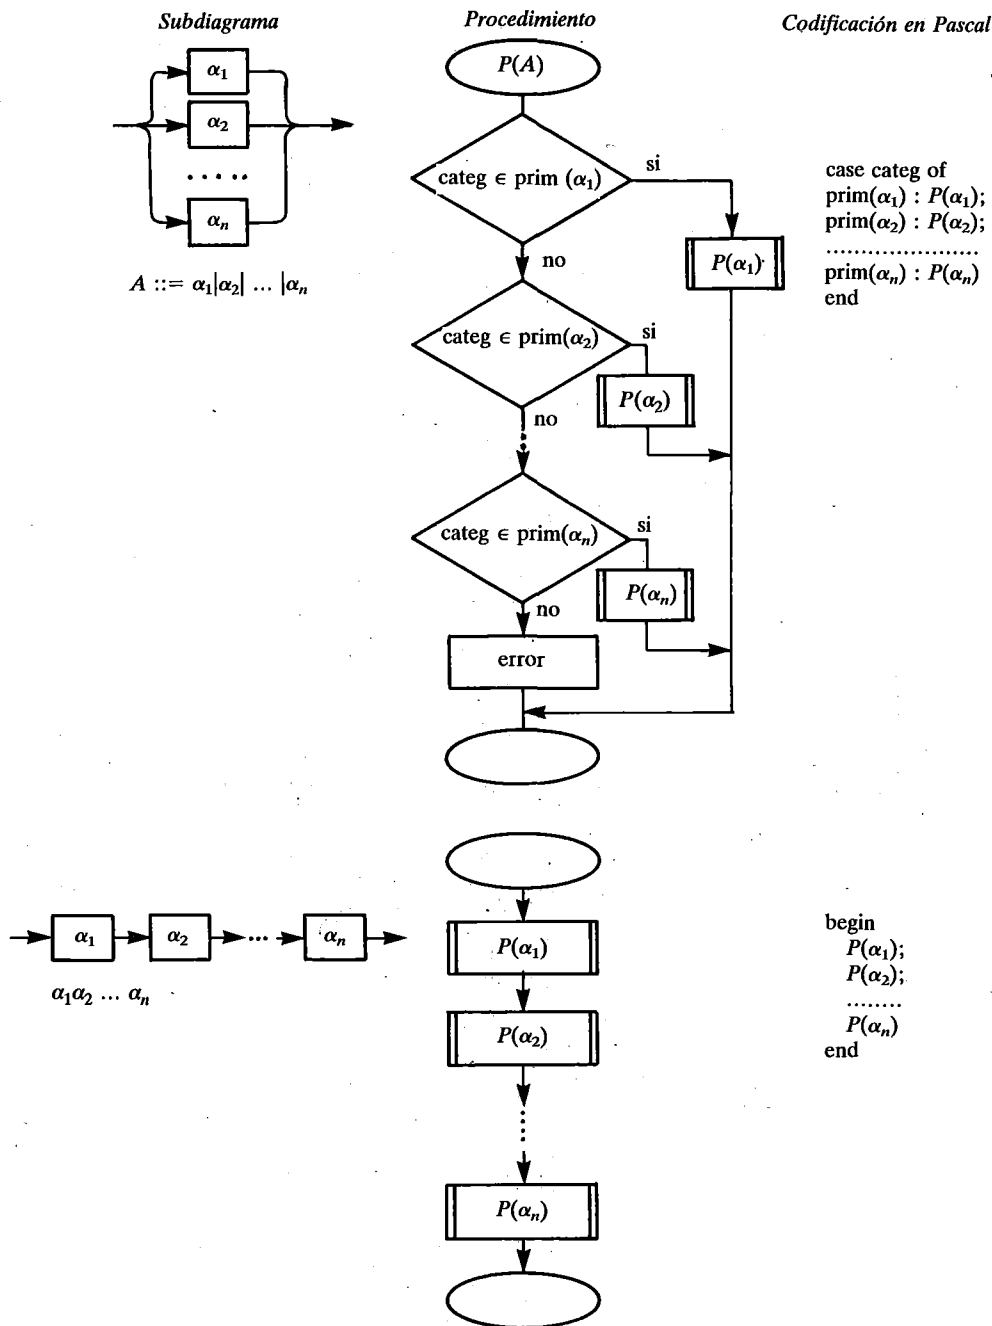 Subdiagrama
Procedimiento
Codificación en Pascal
α1
α2
.....
αn
A ::= α1|α2| ... |αn
P(A)
categ ∈ prim (α1)
si
P(α1)
no
categ ∈ prim(α2)
si
P(α2)
no
categ ∈ prim(αn)
si
P(αn)
no
error
case categ of
prim(α1) : P(α1);
prim(α2) : P(α2);
.....................
prim(αn) : P(αn)
end
α1
α2
...
αn
α1α2 ... αn
P(α1)
P(α2)
P(αn)
begin
P(α1);
P(α2);
........
P(αn)
end